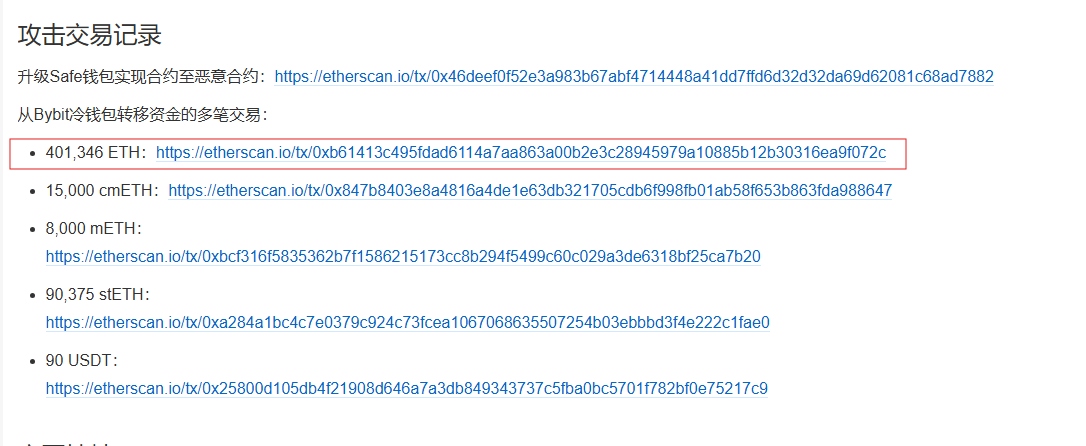 攻击交易记录
升级Safe钱包实现合约至恶意合约：https://etherscan.io/tx/0x46deef0f52e3a983b67abf4714448a41dd7ffd6d32d32da69d62081c68ad7882
从Bybit冷钱包转移资金的多笔交易：
• 401,346 ETH：https://etherscan.io/tx/0xb61413c495fdad6114a7aa863a00b2e3c28945979a10885b12b30316ea9f072c
• 15,000 cmETH：https://etherscan.io/tx/0x847b8403e8a4816a4de1e63db321705cdb6f998fb01ab58f653b863fda988647
• 8,000 mETH：
https://etherscan.io/tx/0xbcf316f5835362b7f1586215173cc8b294f5499c60c029a3de6318bf25ca7b20
• 90,375 stETH：
https://etherscan.io/tx/0xa284a1bc4c7e0379c924c73fcea1067068635507254b03ebbbd3f4e222c1fae0
• 90 USDT：
https://etherscan.io/tx/0x25800d105db4f21908d646a7a3db849343737c5fba0bc5701f782bf0e75217c9